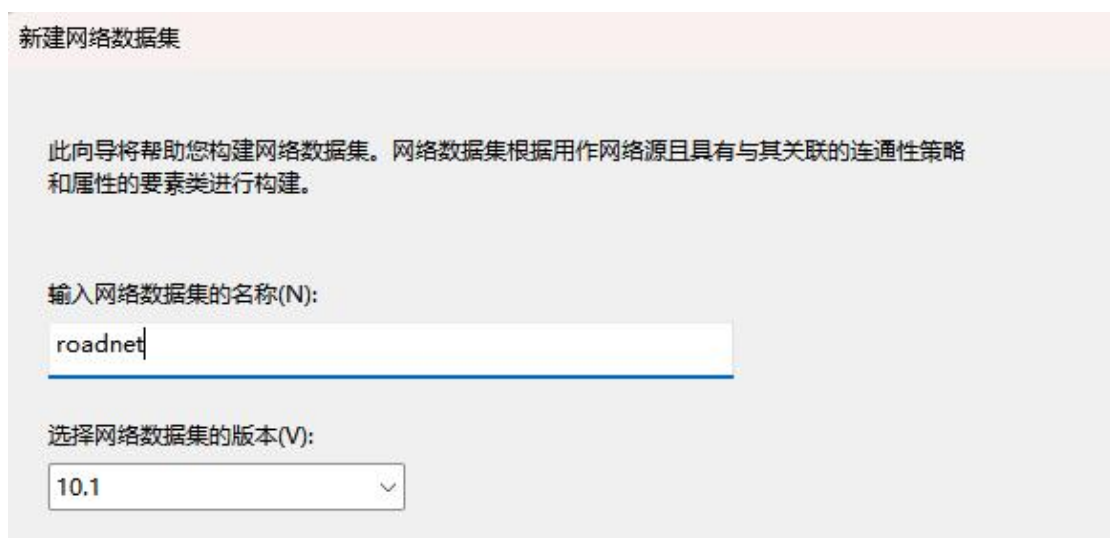 新建网络数据集
此向导将帮助您构建网络数据集。网络数据集根据用作网络源且具有与其关联的连通性策略
和属性的要素类进行构建。
输入网络数据集的名称(N):
roadnet
选择网络数据集的版本(V):
10.1